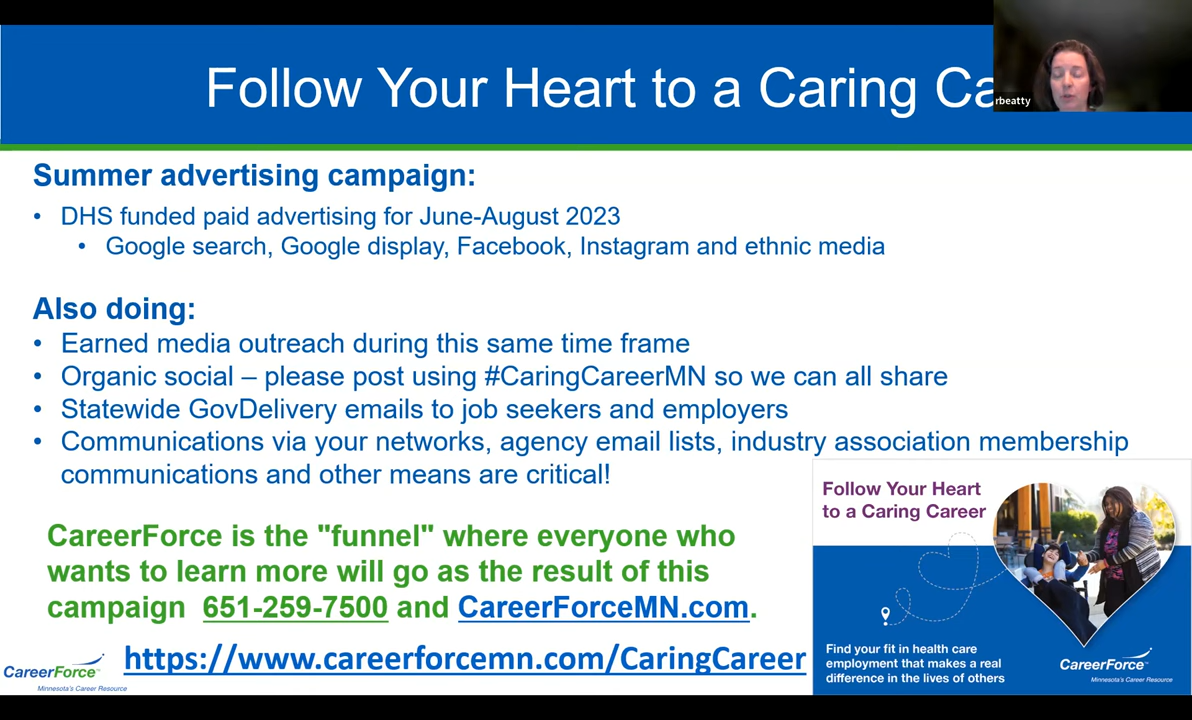 Follow Your Heart to a Caring Ca
rbeatty
Summer advertising campaign:
• DHS funded paid advertising for June-August 2023
• Google search, Google display, Facebook, Instagram and ethnic media
Also doing:
• Earned media outreach during this same time frame
• Organic social – please post using #CaringCareerMN so we can all share
• Statewide GovDelivery emails to job seekers and employers
• Communications via your networks, agency email lists, industry association membership
communications and other means are critical!
CareerForce is the "funnel" where everyone who
wants to learn more will go as the result of this
campaign 651-259-7500 and CareerForceMN.com.
https://www.careerforcemn.com/CaringCareer
CareerForce™
Minnesota's Career Resource
Follow Your Heart
to a Caring Career
Find your fit in health care
employment that makes a real
difference in the lives of others
CareerForce™
Minnesota's Career Resource